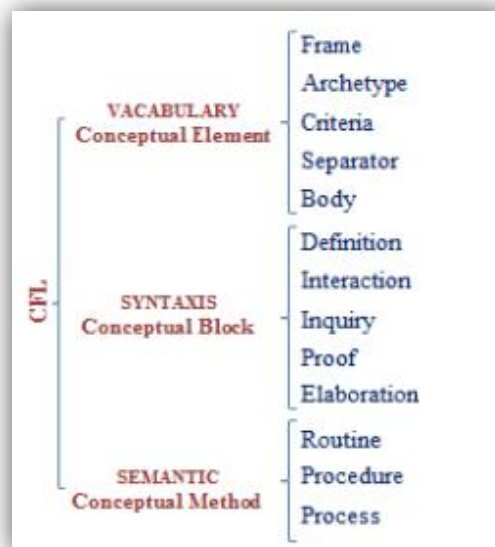 CFL
VACABULARY
Conceptual Element
Frame
Archetype
Criteria
Separator
Body
SYNTAXIS
Conceptual Block
Definition
Interaction
Inquiry
Proof
Elaboration
SEMANTIC
Conceptual Method
Routine
Procedure
Process